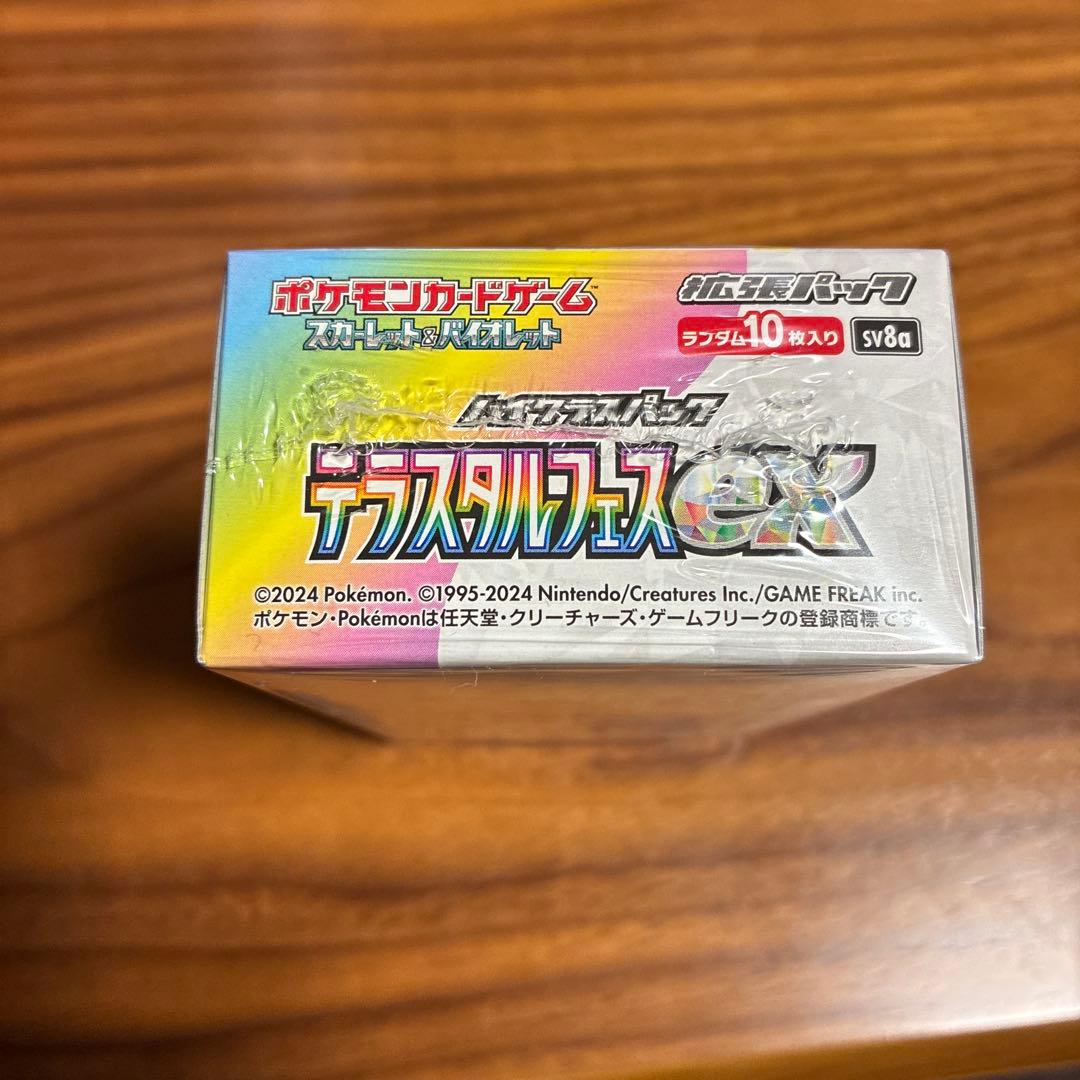 ポケモンカードゲーム™
スカーレット&バイオレット
拡張パック
ランダム10枚入り
sv8a
ハイクラスパック
テラスタルフェスex
©2024 Pokémon. ©1995-2024 Nintendo/Creatures Inc./GAME FREAK inc.
ポケモン・Pokémonは任天堂・クリーチャーズ・ゲームフリークの登録商標です。